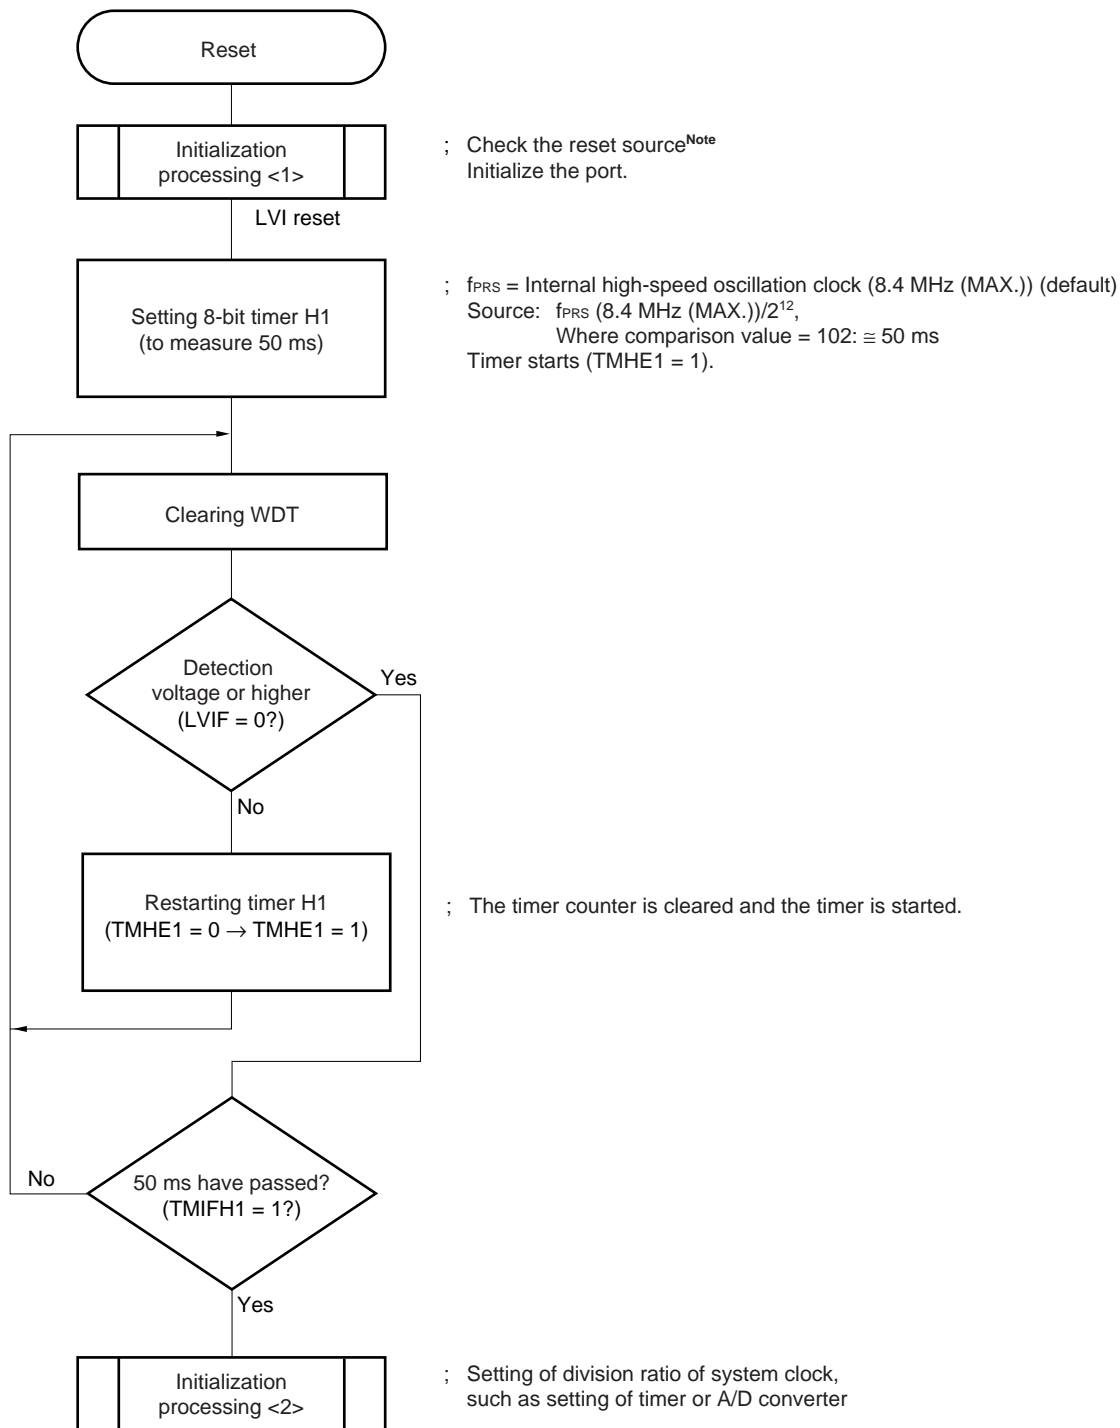 Reset
Initialization
processing <1>
; Check the reset sourceNote
Initialize the port.
LVI reset
Setting 8-bit timer H1
(to measure 50 ms)
; fPRS = Internal high-speed oscillation clock (8.4 MHz (MAX.)) (default)
Source: fPRS (8.4 MHz (MAX.))/2¹²,
Where comparison value = 102: ≅ 50 ms
Timer starts (TMHE1 = 1).
Clearing WDT
Detection
voltage or higher
(LVIF = 0?)
Yes
No
Restarting timer H1
(TMHE1 = 0 → TMHE1 = 1)
; The timer counter is cleared and the timer is started.
50 ms have passed?
(TMIFH1 = 1?)
No
Yes
Initialization
processing <2>
; Setting of division ratio of system clock,
such as setting of timer or A/D converter